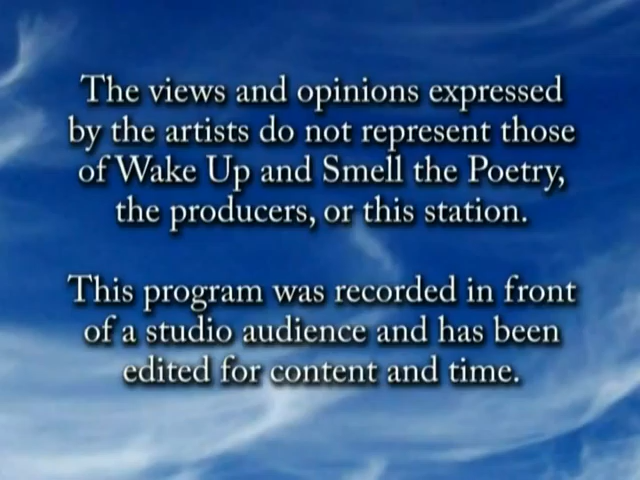 The views and opinions expressed
by the artists do not represent those
of Wake Up and Smell the Poetry,
the producers, or this station.
This program was recorded in front
of a studio audience and has been
edited for content and time.